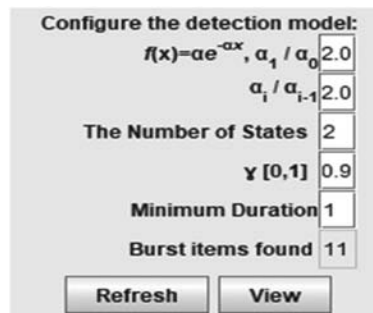 Configure the detection model:
f(x)=αe^-αx, α₁ / α₀ 2.0
αᵢ / αᵢ₋₁ 2.0
The Number of States 2
ɣ [0,1] 0.9
Minimum Duration 1
Burst items found 11
Refresh View